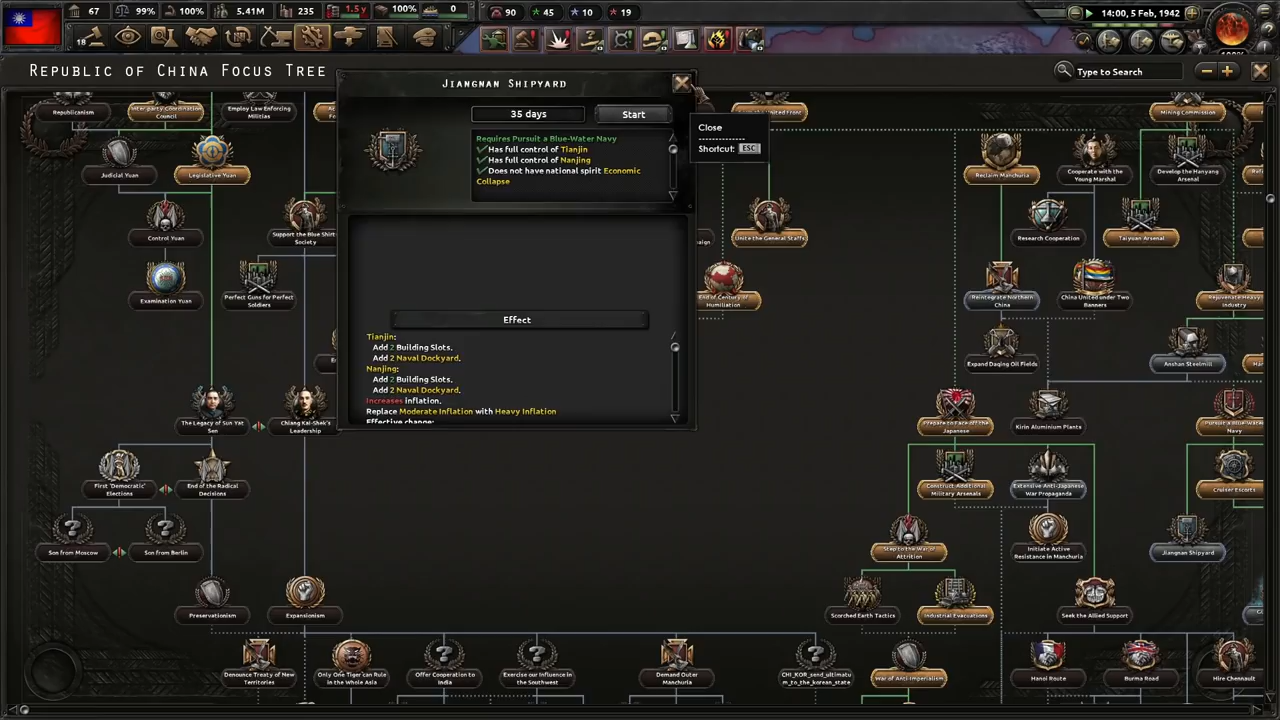 67
99%
100%
5.41M
235
1.5y
100%
0
90
45
10
19
14:00, 5 Feb, 1942
18
Republic of China Focus Tree
Type to Search
Jiangnan Shipyard
35 days
Start
Close
Shortcut: ESC
Requires Pursuit a Blue-Water Navy
Has full control of Tianjin
Has full control of Nanjing
Does not have national spirit Economic
Collapse
Effect
Tianjin:
Add 2 Building Slots.
Add 2 Naval Dockyard.
Nanjing:
Add 2 Building Slots.
Add 2 Naval Dockyard.
Increases inflation.
Replace Moderate Inflation with Heavy Inflation
Effective change:
Republicanism
Inter-party Coordination
Council
Employ Law Enforcing
Militias
United Front
Mining Commission
Judicial Yuan
Legislative Yuan
Reclaim Manchuria
Cooperate with the
Young Marshal
Develop the Hanyang
Arsenal
Control Yuan
Support the Blue Shirt
Society
Unite the General Staffs
Research Cooperation
Taiyuan Arsenal
Examination Yuan
Perfect Guns for Perfect
Soldiers
End of Century of
Humiliation
Reintegrate Northern
China
China United under Two
Banners
Rejuvenate Heavy
Industry
Expand Daqing Oil Fields
Anshan Steelmill
The Legacy of Sun Yat
Sen
Chiang Kai-Shek's
Leadership
Prepare to Face off the
Japanese
Kirin Aluminium Plants
Pursuit a Blue-Water
Navy
First 'Democratic'
Elections
End of the Radical
Decisions
Construct Additional
Military Arsenals
Extensive Anti-Japanese
War Propaganda
Cruiser Escorts
Son from Moscow
Son from Berlin
Step to the War of
Attrition
Initiate Active
Resistance in Manchuria
Jiangnan Shipyard
Preservationism
Expansionism
Scorched Earth Tactics
Industrial Evacuations
Seek the Allied Support
Denounce Treaty of New
Territories
Only One Tiger can Rule
in the Whole Asia
Offer Cooperation to
India
Exercise our Influence in
the Southwest
Demand Outer
Manchuria
CHI_KOR_send_ultimatu
m_to_the_korean_state
War of Anti-Imperialism
Hanoi Route
Burma Road
Hire Chennault